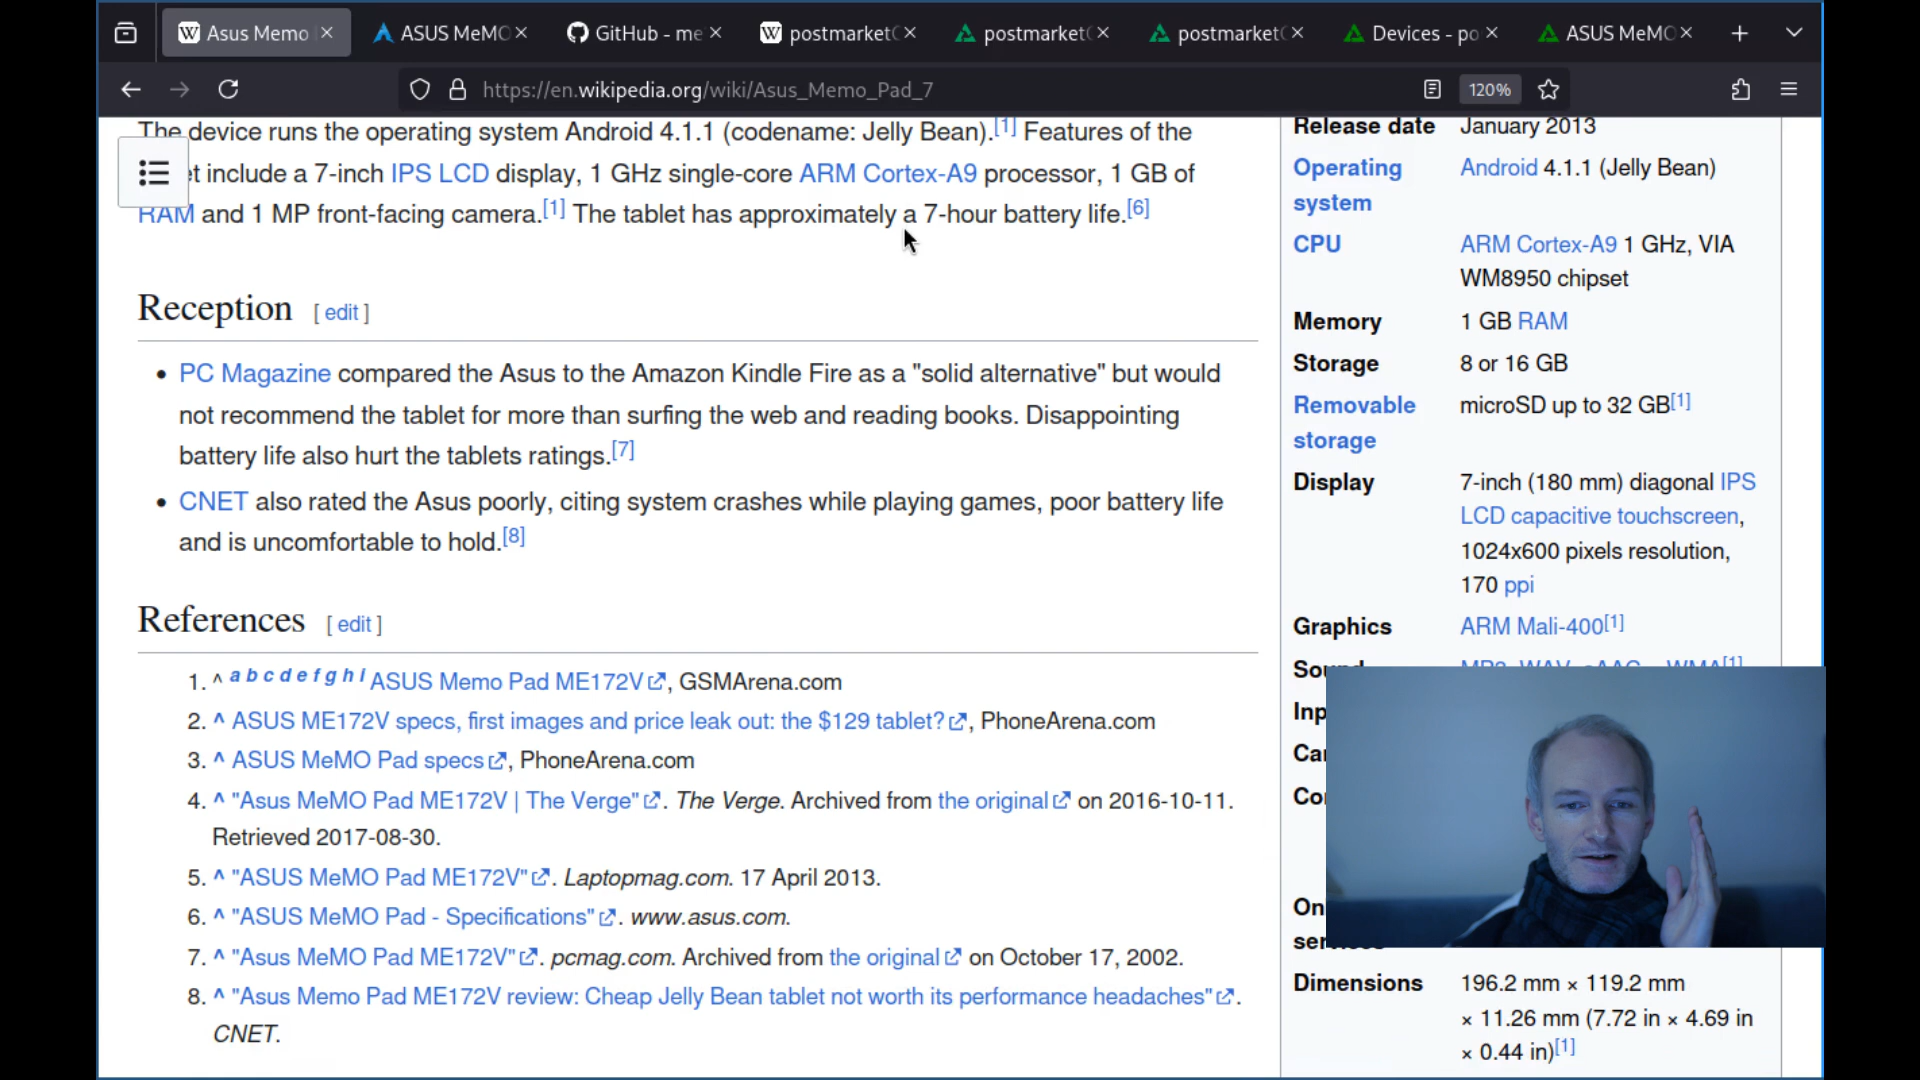 Asus Memo
ASUS MeMO
GitHub - me
postmarket
postmarket
postmarket
Devices - po
ASUS MeMO
https://en.wikipedia.org/wiki/Asus_Memo_Pad_7
120%
The device runs the operating system Android 4.1.1 (codename: Jelly Bean).[1] Features of the
et include a 7-inch IPS LCD display, 1 GHz single-core ARM Cortex-A9 processor, 1 GB of
RAM and 1 MP front-facing camera.[1] The tablet has approximately a 7-hour battery life.[6]
Reception [ edit ]
• PC Magazine compared the Asus to the Amazon Kindle Fire as a "solid alternative" but would
not recommend the tablet for more than surfing the web and reading books. Disappointing
battery life also hurt the tablets ratings.[7]
• CNET also rated the Asus poorly, citing system crashes while playing games, poor battery life
and is uncomfortable to hold.[8]
References [ edit ]
1. ^ a b c d e f g h i ASUS Memo Pad ME172V, GSMArena.com
2. ^ ASUS ME172V specs, first images and price leak out: the $129 tablet?, PhoneArena.com
3. ^ ASUS MeMO Pad specs, PhoneArena.com
4. ^ "Asus MeMO Pad ME172V | The Verge". The Verge. Archived from the original on 2016-10-11.
Retrieved 2017-08-30.
5. ^ "ASUS MeMO Pad ME172V". Laptopmag.com. 17 April 2013.
6. ^ "ASUS MeMO Pad - Specifications". www.asus.com.
7. ^ "Asus MeMO Pad ME172V". pcmag.com. Archived from the original on October 17, 2002.
8. ^ "Asus Memo Pad ME172V review: Cheap Jelly Bean tablet not worth its performance headaches".
CNET.
Release date January 2013
Operating Android 4.1.1 (Jelly Bean)
system
CPU ARM Cortex-A9 1 GHz, VIA
WM8950 chipset
Memory 1 GB RAM
Storage 8 or 16 GB
Removable microSD up to 32 GB[1]
storage
Display 7-inch (180 mm) diagonal IPS
LCD capacitive touchscreen,
1024x600 pixels resolution,
170 ppi
Graphics ARM Mali-400[1]
Dimensions 196.2 mm × 119.2 mm
× 11.26 mm (7.72 in × 4.69 in
× 0.44 in)[1]